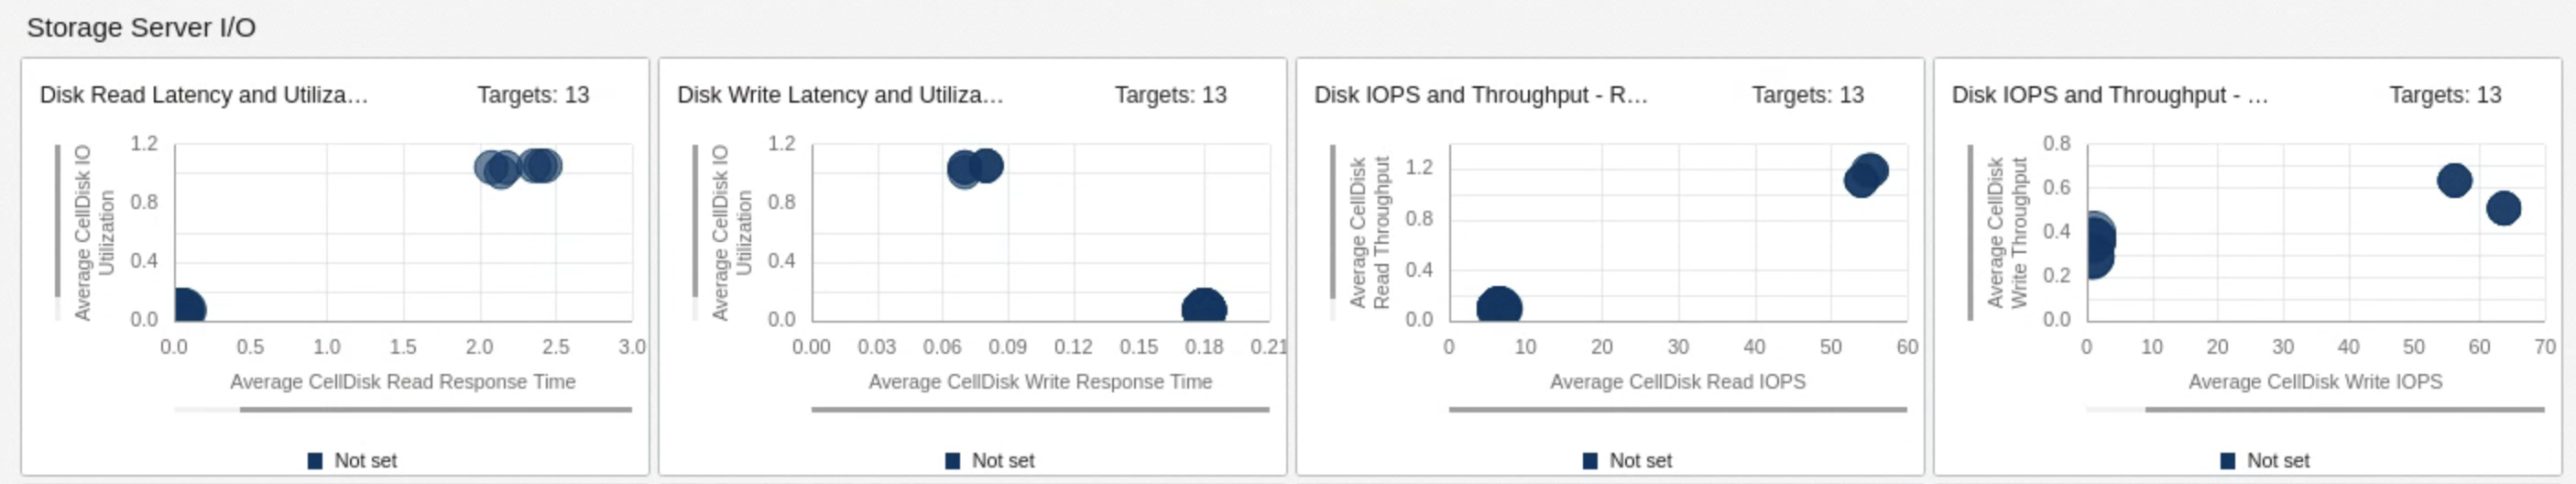 Storage Server I/O
Disk Read Latency and Utiliza…
Targets: 13
Average CellDisk IO
Utilization
1.2
0.8
0.4
0.0
0.0 0.5 1.0 1.5 2.0 2.5 3.0
Average CellDisk Read Response Time
Not set
Disk Write Latency and Utiliza…
Targets: 13
Average CellDisk IO
Utilization
1.2
0.8
0.4
0.0
0.00 0.03 0.06 0.09 0.12 0.15 0.18 0.21
Average CellDisk Write Response Time
Not set
Disk IOPS and Throughput - R…
Targets: 13
Average CellDisk
Read Throughput
1.2
0.8
0.4
0.0
0 10 20 30 40 50 60
Average CellDisk Read IOPS
Not set
Disk IOPS and Throughput - …
Targets: 13
Average CellDisk
Write Throughput
0.8
0.6
0.4
0.2
0.0
0 10 20 30 40 50 60 70
Average CellDisk Write IOPS
Not set